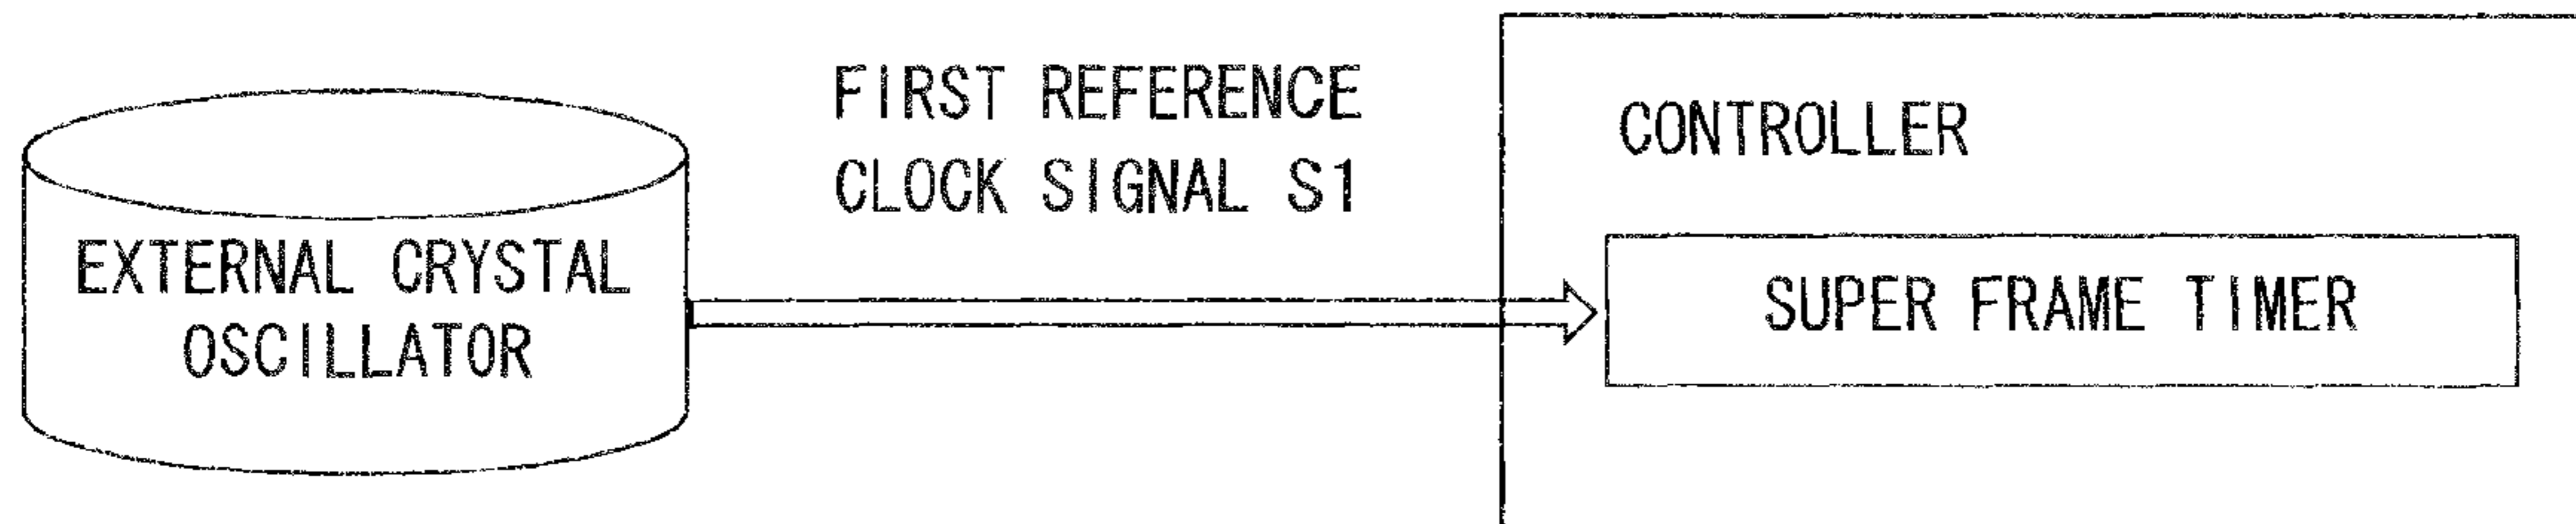 EXTERNAL CRYSTAL
OSCILLATOR
FIRST REFERENCE
CLOCK SIGNAL S1
CONTROLLER
SUPER FRAME TIMER